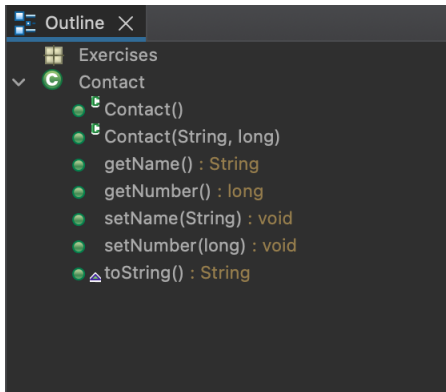 Outline
Exercises
Contact
Contact()
Contact(String, long)
getName() : String
getNumber() : long
setName(String) : void
setNumber(long) : void
toString() : String